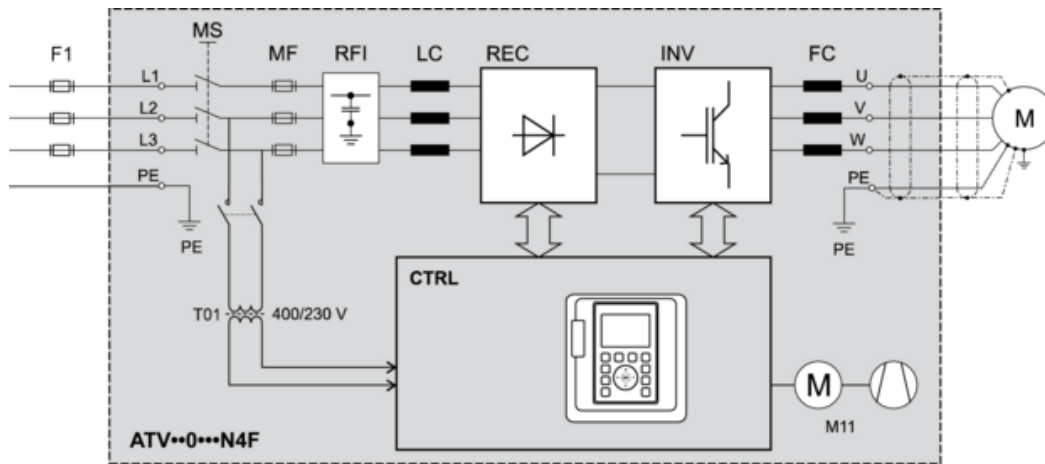 MS
F1 MF RFI LC REC INV FC
L1 U
L2 V
M
L3 W
PE PE
PE PE
CTRL
T01 400/230 V
M
M11
ATV••0•••N4F